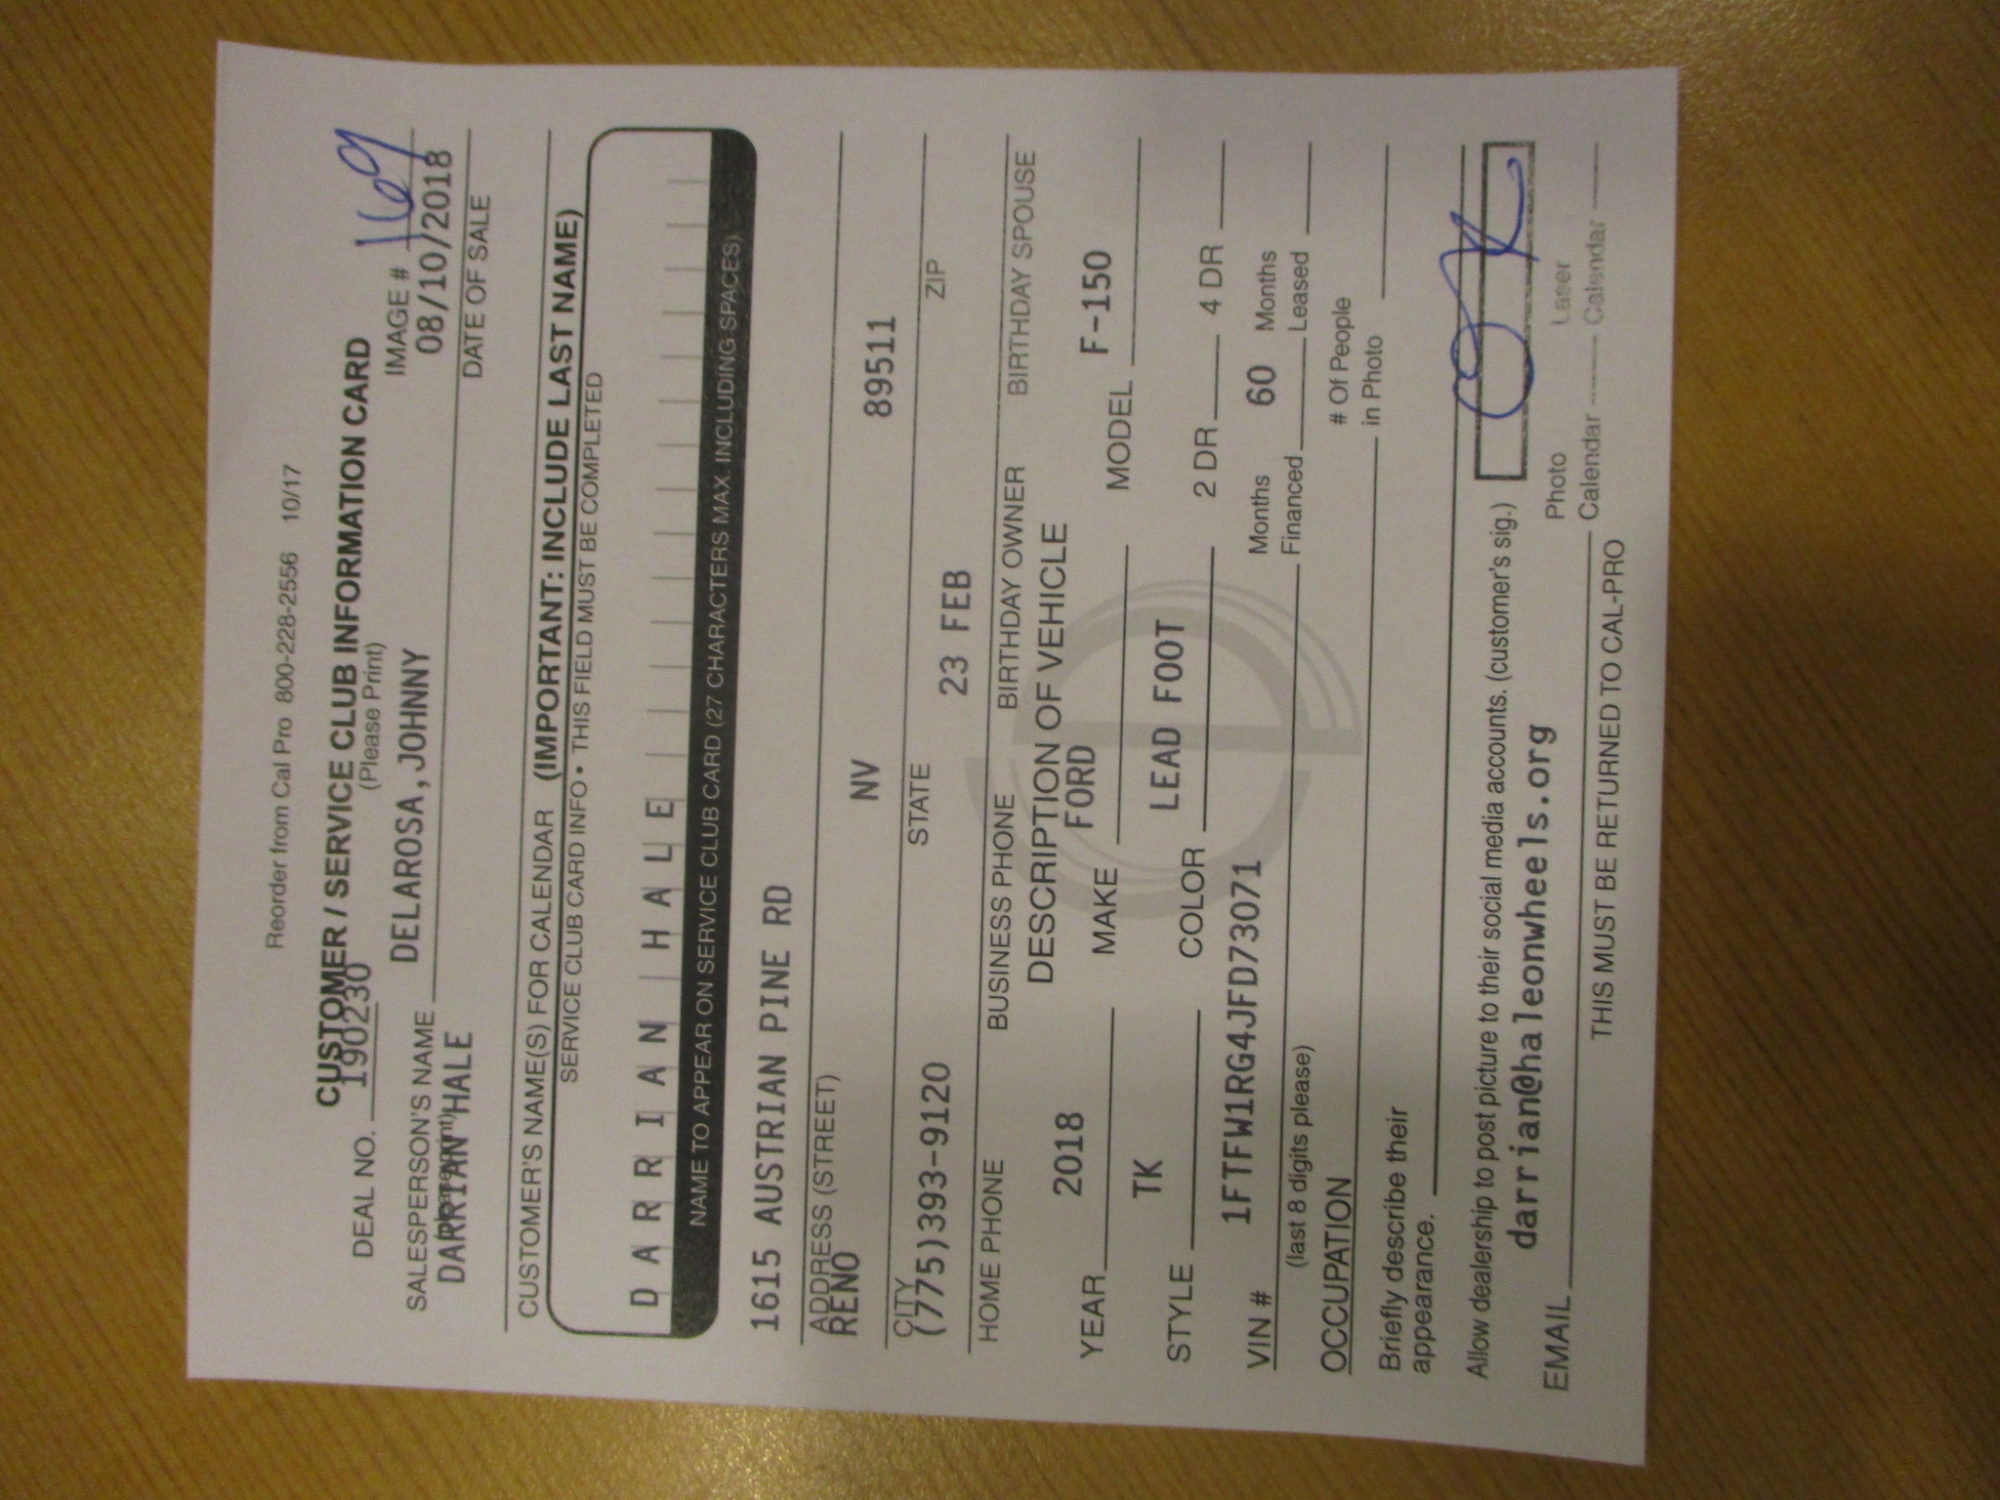 Reorder from Cal Pro 800-228-2556 10/17
CUSTOMER / SERVICE CLUB INFORMATION CARD
(Please Print)
DEAL NO. 190230 IMAGE # 169
SALESPERSON'S NAME DELAROSA,JOHNNY 08/10/2018
(please print) DATE OF SALE
DARRIAN HALE
CUSTOMER'S NAME(S) FOR CALENDAR (IMPORTANT: INCLUDE LAST NAME)
SERVICE CLUB CARD INFO • THIS FIELD MUST BE COMPLETED
DARRIAN HALE
NAME TO APPEAR ON SERVICE CLUB CARD (27 CHARACTERS MAX. INCLUDING SPACES)
1615 AUSTRIAN PINE RD
ADDRESS (STREET)
RENO NV 89511
CITY STATE ZIP
(775)393-9120 23 FEB
HOME PHONE BUSINESS PHONE BIRTHDAY OWNER BIRTHDAY SPOUSE
DESCRIPTION OF VEHICLE
YEAR 2018 MAKE FORD MODEL F-150
STYLE TK COLOR LEAD FOOT 2 DR 4 DR
VIN # 1FTFW1RG4JFD73071 Months Financed 60 Months Leased
(last 8 digits please)
OCCUPATION # Of People in Photo
Briefly describe their
appearance.
Allow dealership to post picture to their social media accounts. (customer's sig.)
EMAIL darrian@haleonwheels.org Photo Calendar Laser Calendar
THIS MUST BE RETURNED TO CAL-PRO